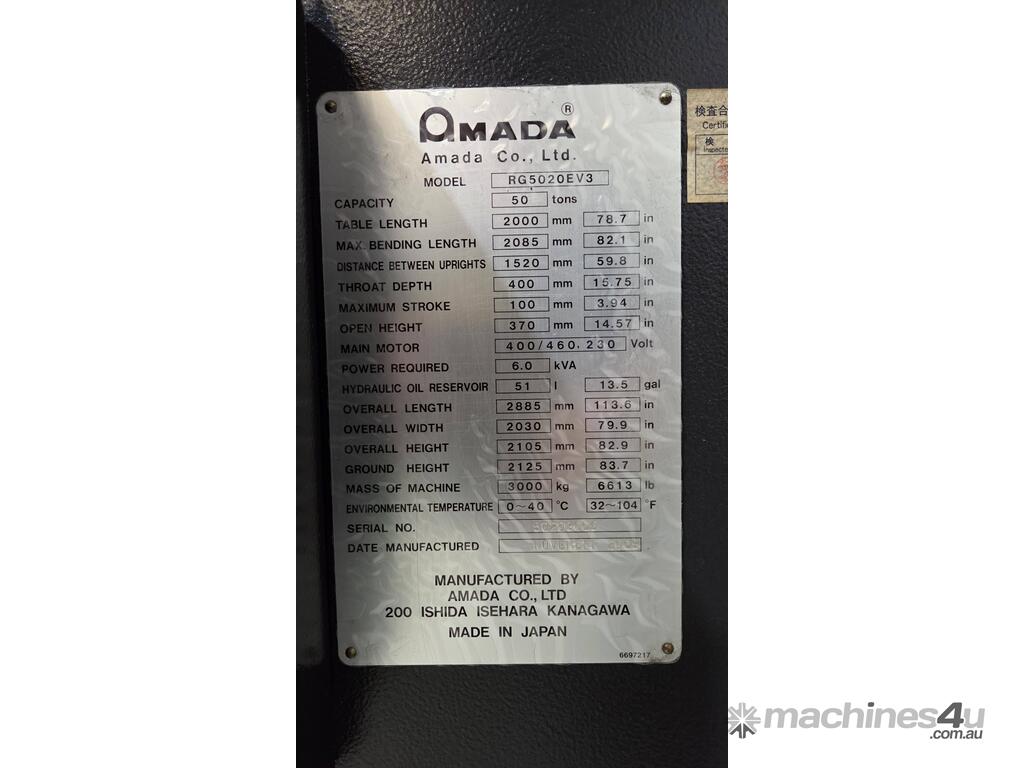 AMADA ®
Amada Co., Ltd.
MODEL RG5020EV3
CAPACITY 50 tons
TABLE LENGTH 2000 mm 78.7 in
MAX. BENDING LENGTH 2085 mm 82.1 in
DISTANCE BETWEEN UPRIGHTS 1520 mm 59.8 in
THROAT DEPTH 400 mm 15.75 in
MAXIMUM STROKE 100 mm 3.94 in
OPEN HEIGHT 370 mm 14.57 in
MAIN MOTOR 400/460, 230 Volt
POWER REQUIRED 6.0 kVA
HYDRAULIC OIL RESERVOIR 51 l 13.5 gal
OVERALL LENGTH 2885 mm 113.6 in
OVERALL WIDTH 2030 mm 79.9 in
OVERALL HEIGHT 2105 mm 82.9 in
GROUND HEIGHT 2125 mm 83.7 in
MASS OF MACHINE 3000 kg 6613 lb
ENVIRONMENTAL TEMPERATURE 0~40 °C 32~104 °F
SERIAL NO.
DATE MANUFACTURED
MANUFACTURED BY
AMADA CO., LTD
200 ISHIDA ISEHARA KANAGAWA
MADE IN JAPAN
6697217
検査合
Certifi
検
Inspecte
machines4u
.com.au